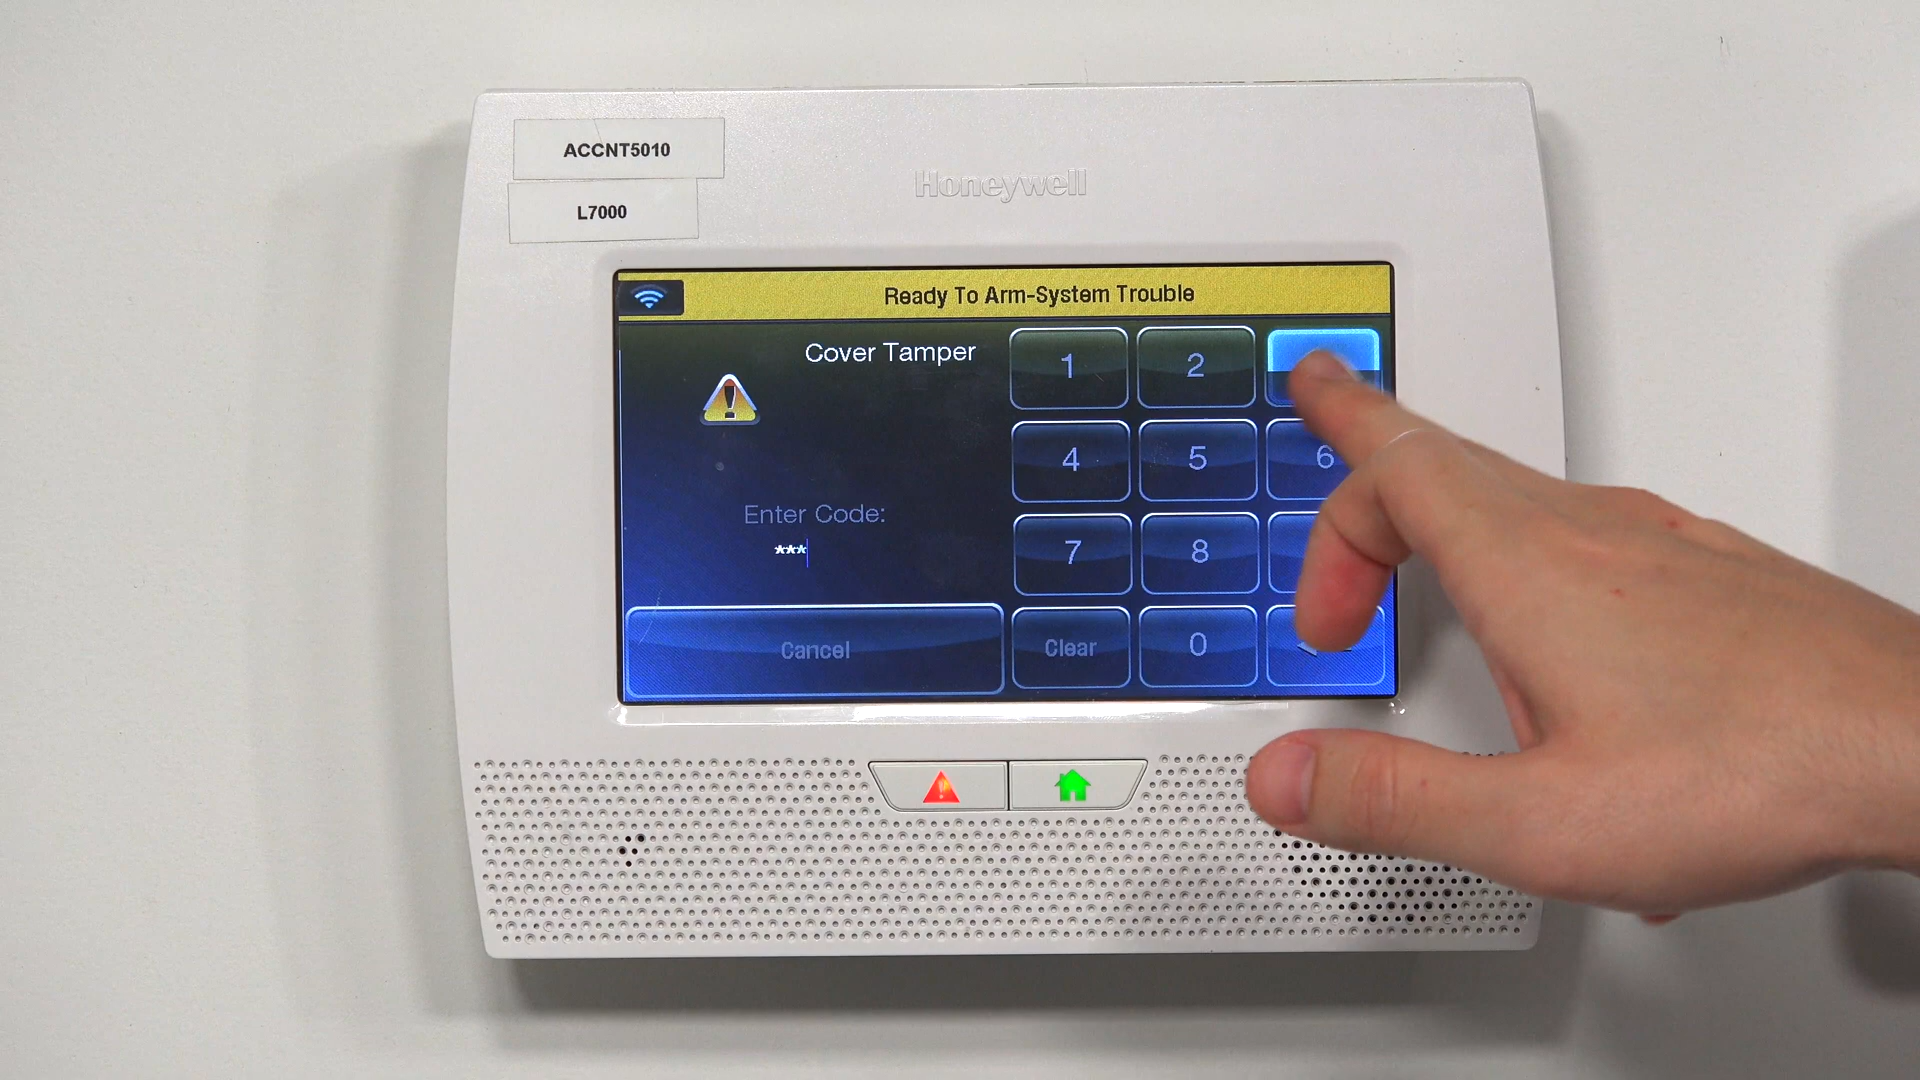 ACCNT5010
L7000
Honeywell
Ready To Arm-System Trouble
Cover Tamper
1 2
4 5 6
Enter Code:
***
7 8
Cancel
Clear 0